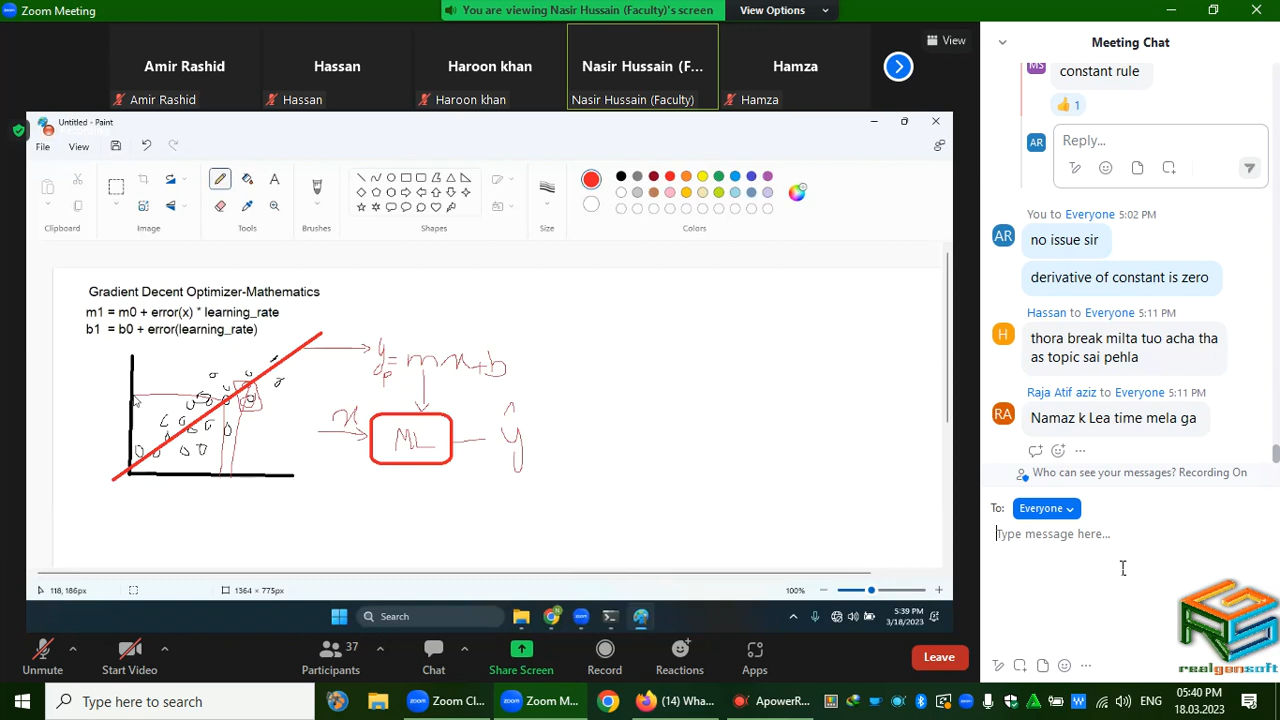 Zoom Meeting
You are viewing Nasir Hussain (Faculty)'s screen
View Options
Amir Rashid
Hassan
Haroon khan
Nasir Hussain (F...
Hamza
View
Amir Rashid
Hassan
Haroon khan
Nasir Hussain (Faculty)
Hamza
Untitled - Paint
Recording
File
View
Clipboard
Image
Tools
Brushes
Shapes
Size
Colors
Gradient Decent Optimizer-Mathematics
m1 = m0 + error(x) * learning_rate
b1 = b0 + error(learning_rate)
yp = mx+b
x
ML
ŷ
118, 186px
1364 × 775px
100%
Search
5:39 PM
3/18/2023
Unmute
Start Video
37
Participants
Chat
Share Screen
Record
Reactions
Apps
Leave
Meeting Chat
MS
constant rule
👍 1
AR
Reply...
You to Everyone 5:02 PM
AR
no issue sir
derivative of constant is zero
Hassan to Everyone 5:11 PM
H
thora break milta tuo acha tha
as topic sai pehla
Raja Atif aziz to Everyone 5:11 PM
RA
Namaz k Lea time mela ga
Who can see your messages? Recording On
To: Everyone
Type message here...
realgensoft
Type here to search
Zoom Cl...
Zoom M...
(14) Wha...
ApowerR...
ENG
05:40 PM
18.03.2023